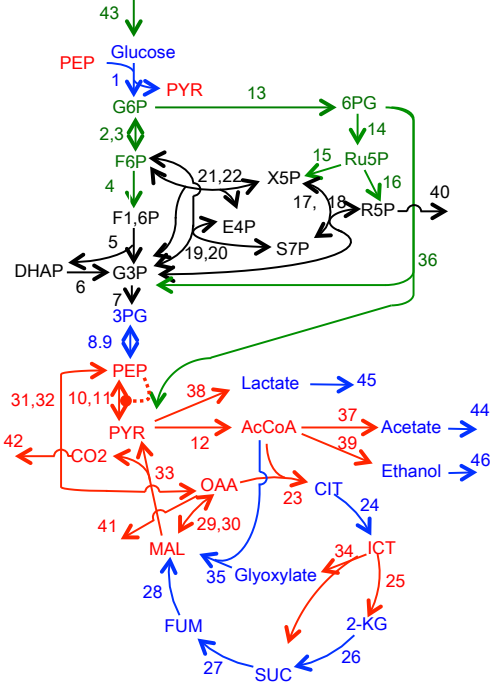 43
Glucose
PEP
1
PYR
G6P
13
6PG
2,3
14
F6P
15
Ru5P
4
21,22
X5P
16
40
F1,6P
17, 18
R5P
5
E4P
DHAP
G3P
19,20
S7P
36
6
7
3PG
8.9
PEP
38
Lactate
45
31,32
10,11
37
42
PYR
12
AcCoA
Acetate
44
39
CO2
33
Ethanol
46
OAA
23
CIT
41
29,30
24
MAL
34
ICT
35
Glyoxylate
25
28
FUM
2-KG
27
26
SUC